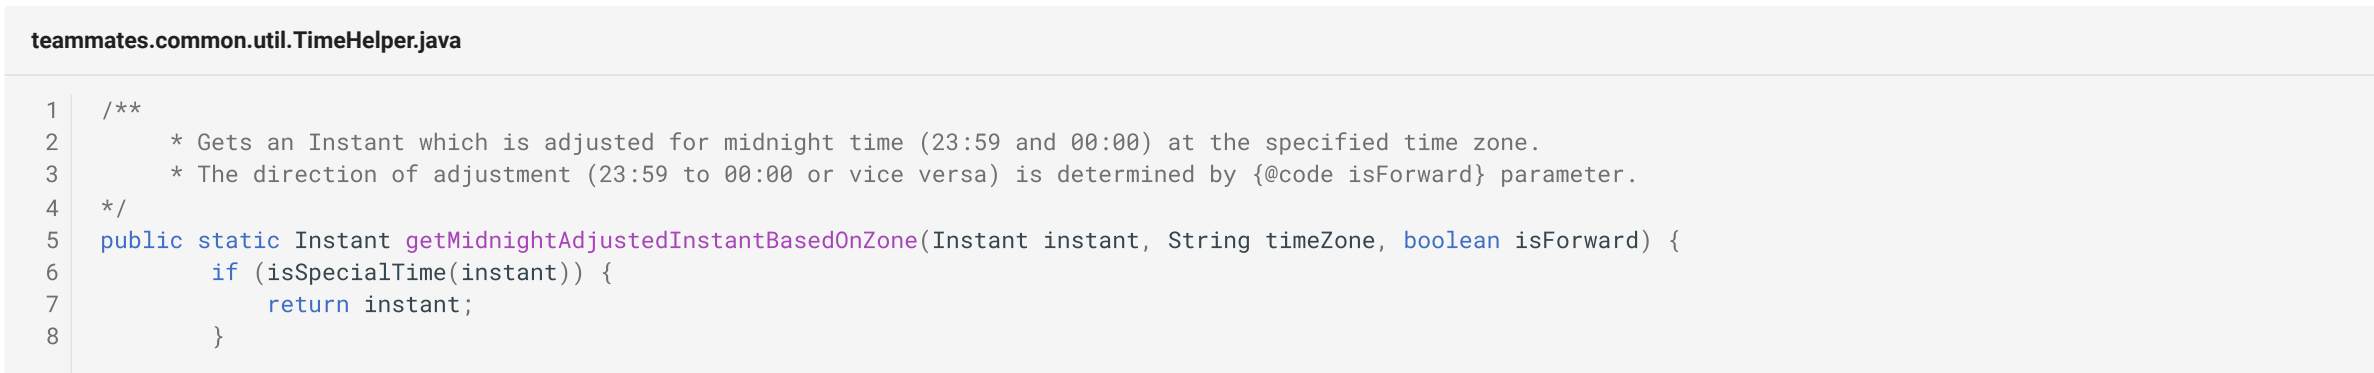 teammates.common.util.TimeHelper.java
1 /**
2      * Gets an Instant which is adjusted for midnight time (23:59 and 00:00) at the specified time zone.
3      * The direction of adjustment (23:59 to 00:00 or vice versa) is determined by {@code isForward} parameter.
4 */
5 public static Instant getMidnightAdjustedInstantBasedOnZone(Instant instant, String timeZone, boolean isForward) {
6         if (isSpecialTime(instant)) {
7             return instant;
8         }